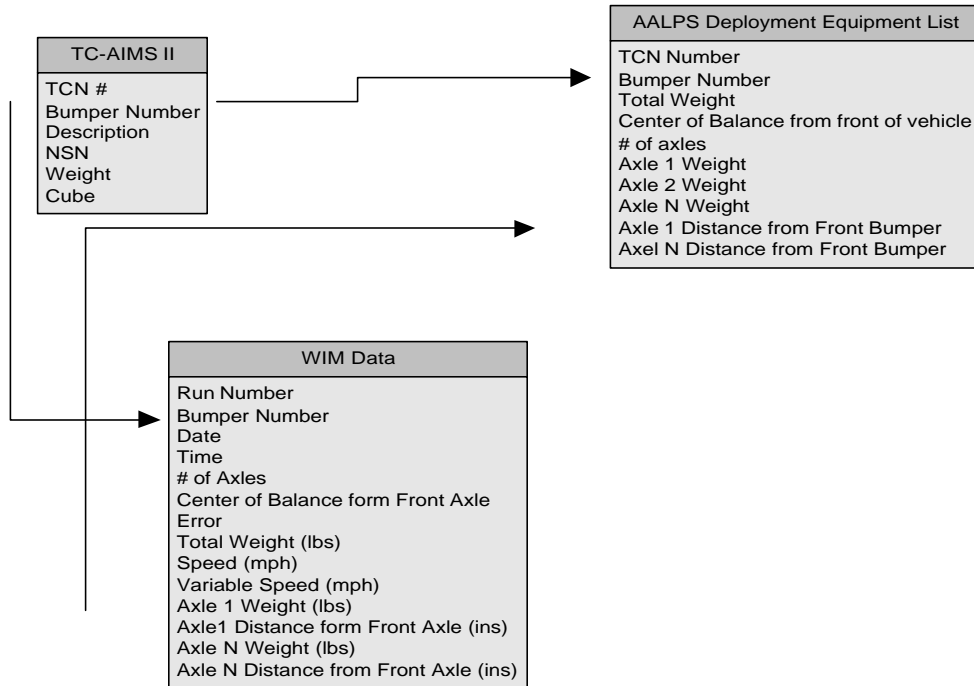 TC-AIMS II
TCN #
Bumper Number
Description
NSN
Weight
Cube
AALPS Deployment Equipment List
TCN Number
Bumper Number
Total Weight
Center of Balance from front of vehicle
# of axles
Axle 1 Weight
Axle 2 Weight
Axle N Weight
Axle 1 Distance from Front Bumper
Axel N Distance from Front Bumper
WIM Data
Run Number
Bumper Number
Date
Time
# of Axles
Center of Balance form Front Axle
Error
Total Weight (lbs)
Speed (mph)
Variable Speed (mph)
Axle 1 Weight (lbs)
Axle1 Distance form Front Axle (ins)
Axle N Weight (lbs)
Axle N Distance from Front Axle (ins)